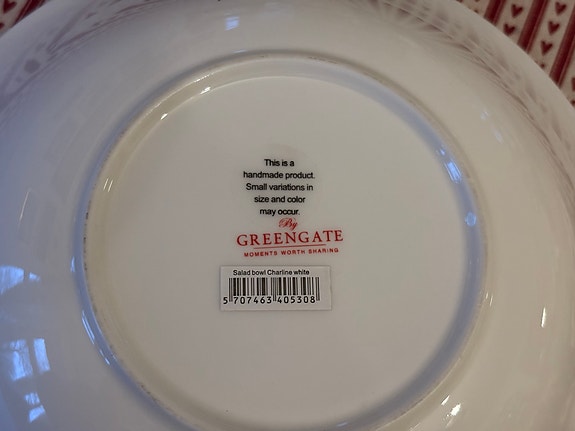 This is a
handmade product.
Small variations in
size and color
may occur.
By
GREENGATE
MOMENTS WORTH SHARING
Salad bowl Charline white
5 707463 405308